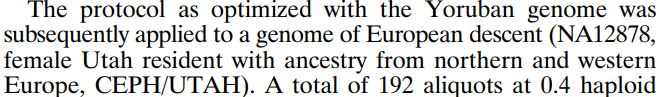 The protocol as optimized with the Yoruban genome was
subsequently applied to a genome of European descent (NA12878,
female Utah resident with ancestry from northern and western
Europe, CEPH/UTAH). A total of 192 aliquots at 0.4 haploid